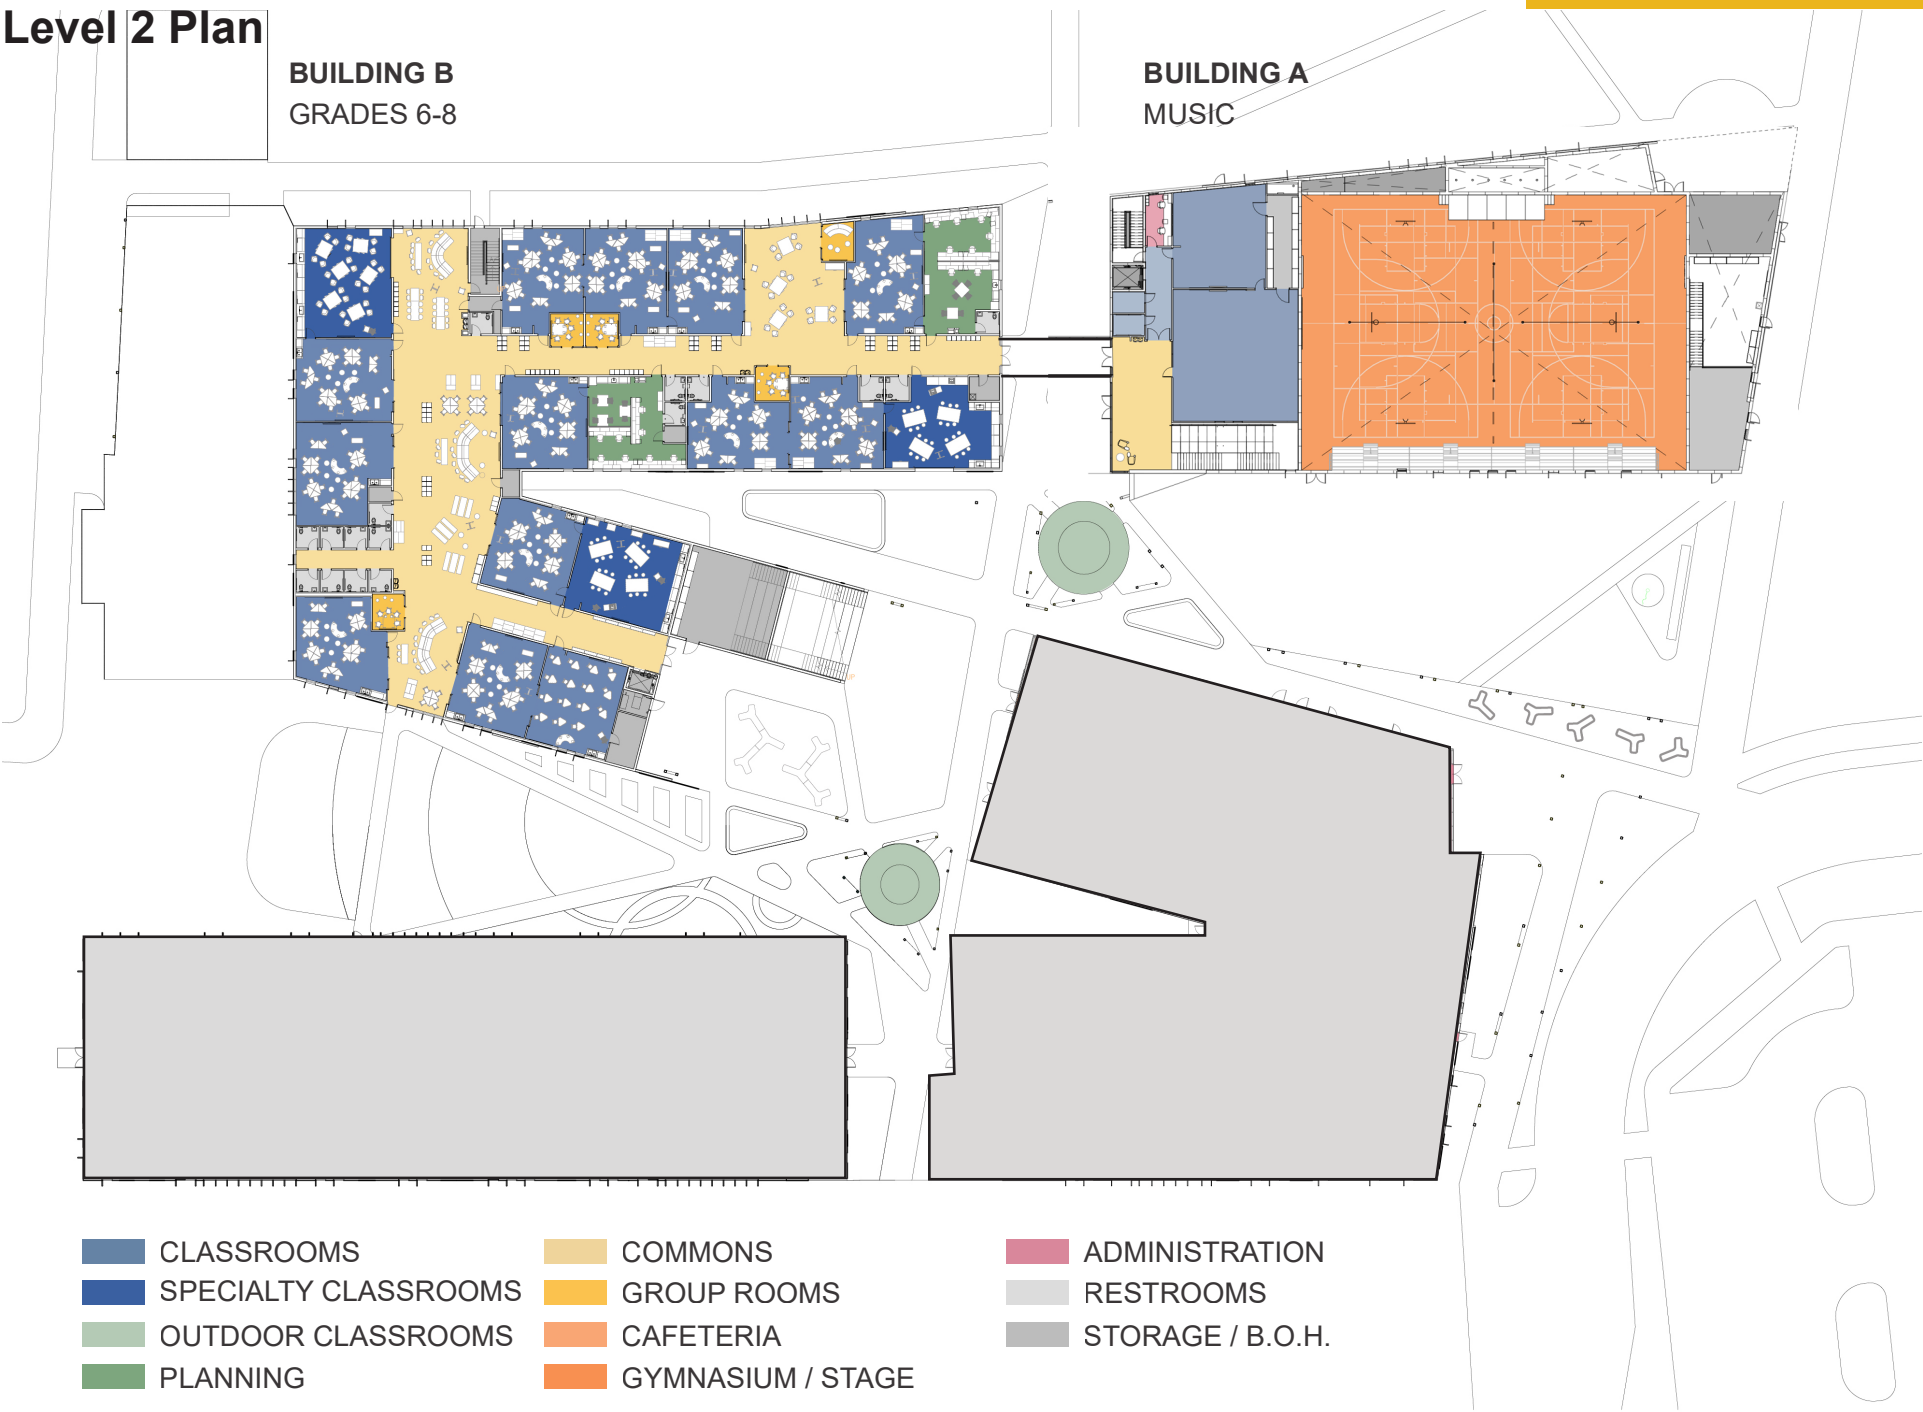 Level 2 Plan
BUILDING B
GRADES 6-8
BUILDING A
MUSIC
CLASSROOMS
SPECIALTY CLASSROOMS
OUTDOOR CLASSROOMS
PLANNING
COMMONS
GROUP ROOMS
CAFETERIA
GYMNASIUM / STAGE
ADMINISTRATION
RESTROOMS
STORAGE / B.O.H.